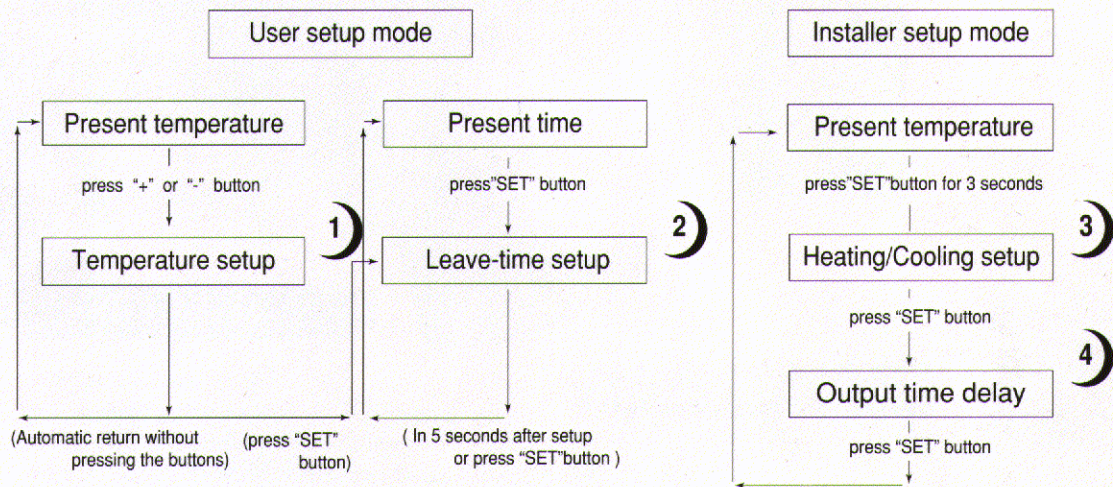 User setup mode
Installer setup mode
Present temperature
press "+" or "-" button
1
Temperature setup
(Automatic return without
pressing the buttons)
(press "SET"
button)
Present time
press"SET" button
2
Leave-time setup
( In 5 seconds after setup
or press "SET"button )
Present temperature
press"SET"button for 3 seconds
3
Heating/Cooling setup
press "SET" button
4
Output time delay
press "SET" button